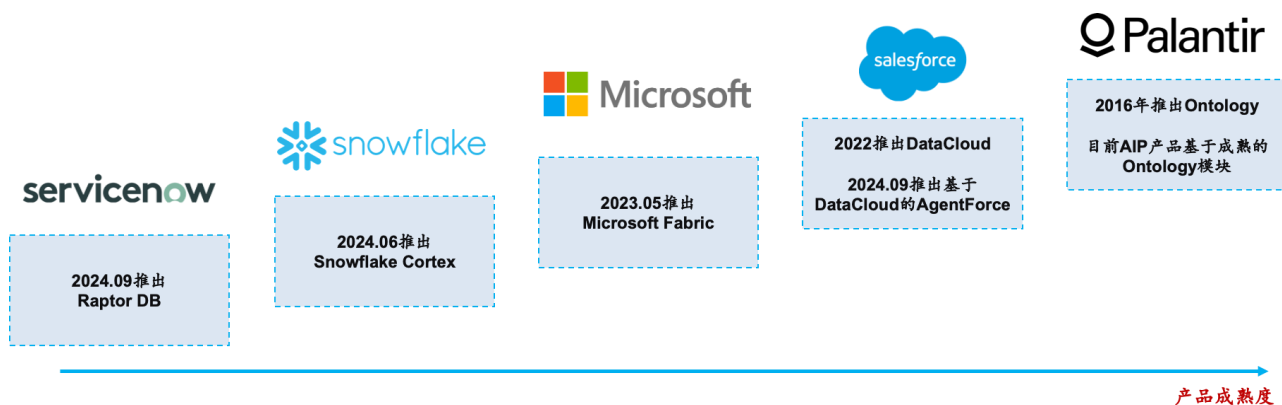 servicenow
2024.09推出
Raptor DB
snowflake
2024.06推出
Snowflake Cortex
Microsoft
2023.05推出
Microsoft Fabric
salesforce
2022推出DataCloud
2024.09推出基于
DataCloud的AgentForce
Palantir
2016年推出Ontology
目前AIP产品基于成熟的
Ontology模块
产品成熟度